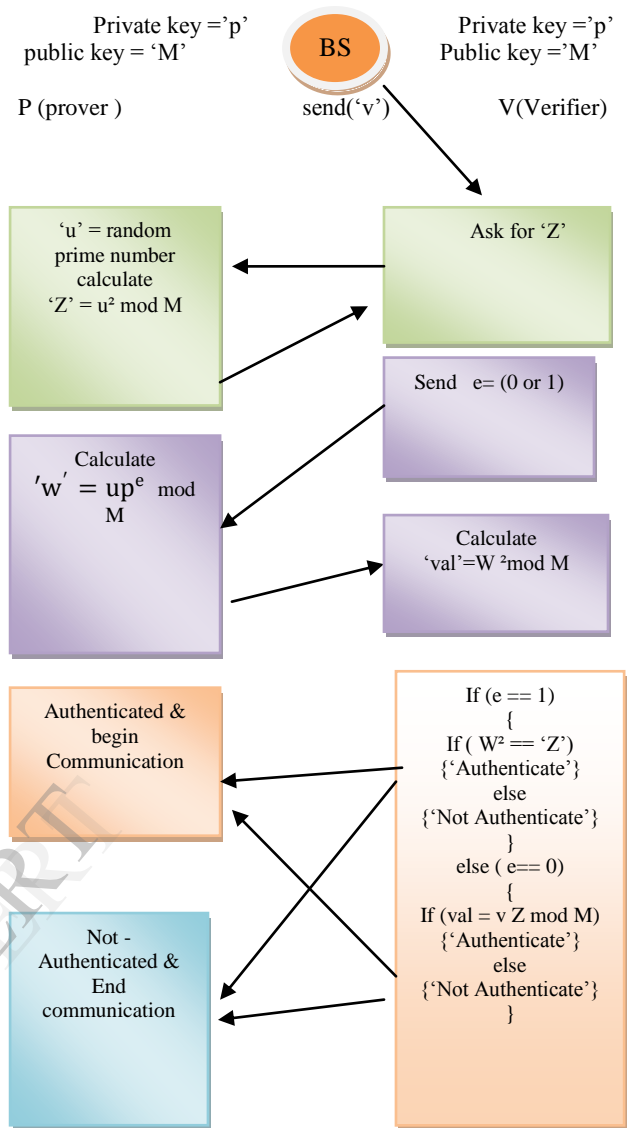 Private key =’p’
public key = ‘M’
BS
Private key =’p’
Public key =’M’
P (prover )
send(‘v’)
V(Verifier)
‘u’ = random
prime number
calculate
‘Z’ = u² mod M
Ask for ‘Z’
Send e= (0 or 1)
Calculate
'w' = upᵉ mod
M
Calculate
‘val’=W ²mod M
Authenticated &
begin
Communication
If (e == 1)
{
If ( W² == ‘Z’)
{‘Authenticate’}
else
{‘Not Authenticate’}
}
else ( e== 0)
{
If (val = v Z mod M)
{‘Authenticate’}
else
{‘Not Authenticate’}
}
Not -
Authenticated &
End
communication